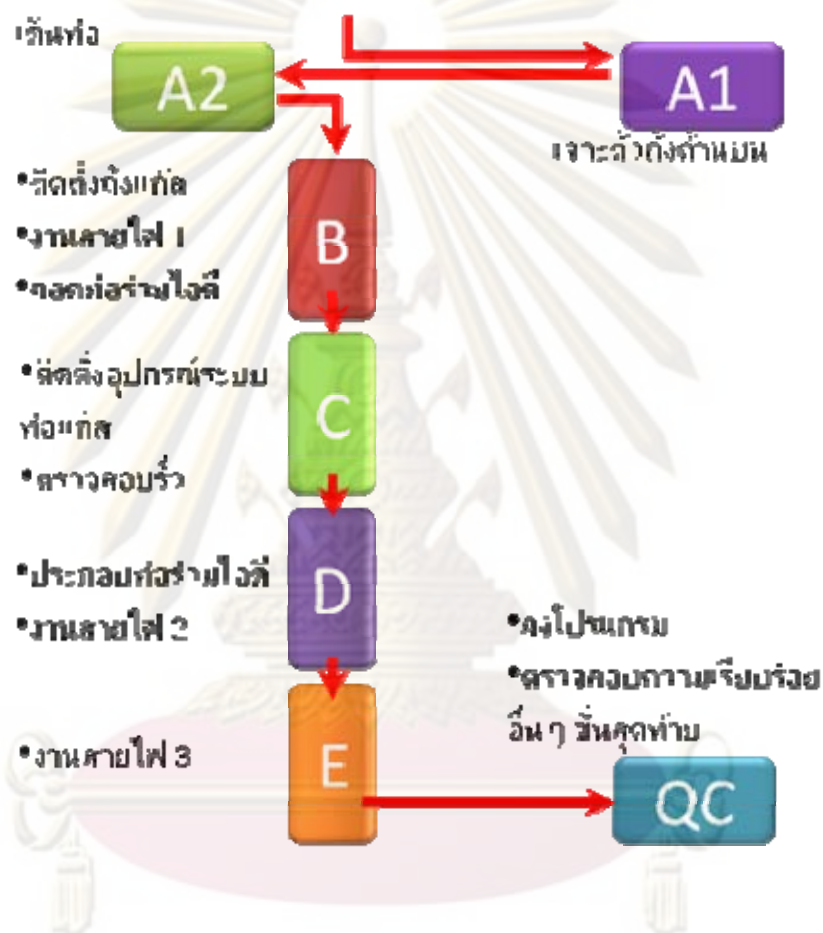 เดินท่อ
A2
A1
เจาะตัวถังด้านบน
•ติดตั้งถังแก๊ส
•งานสายไฟ 1
•ถอดท่อร่วมไอดี
B
•ติดตั้งอุปกรณ์ระบบ
ท่อแก๊ส
•ตรวจสอบรั่ว
C
•ประกอบท่อร่วมไอดี
•งานสายไฟ 2
D
•ลงโปรแกรม
•ตรวจสอบความเรียบร้อย
อื่น ๆ ขั้นสุดท้าย
•งานสายไฟ 3
E
QC